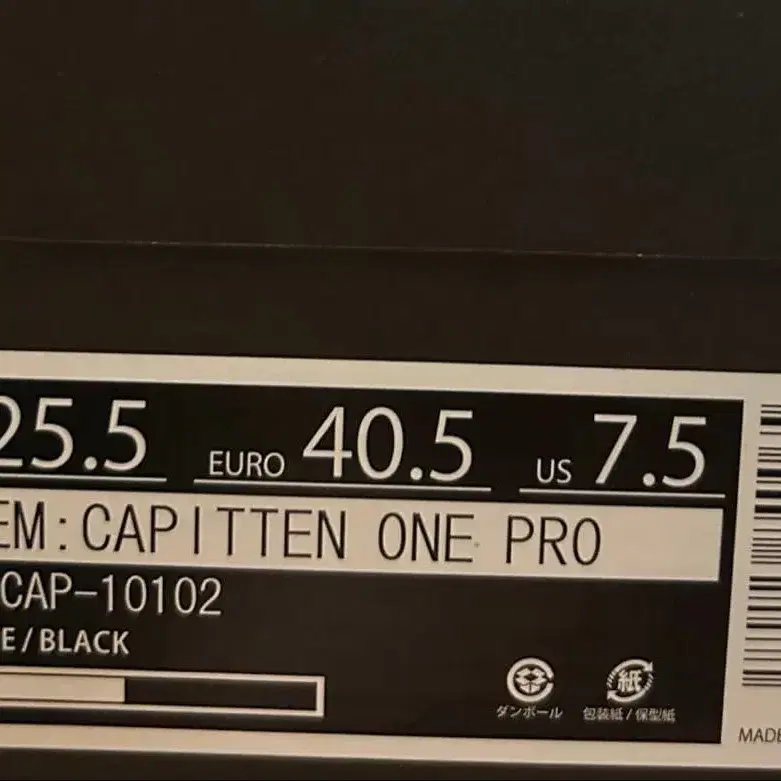 25.5 EURO 40.5 US 7.5
EM:CAPITTEN ONE PRO
CAP-10102
E/BLACK
紙
ダンボール 包装紙/保型紙
MADE